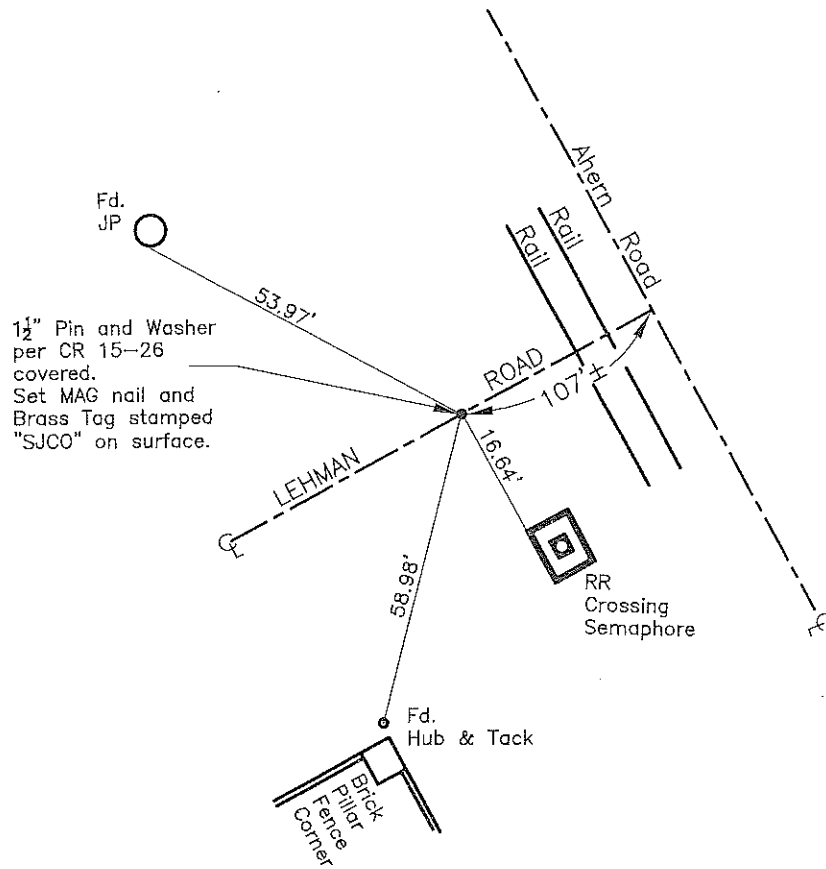 Ahern
Road
Fd.
JP
Rail
Rail
53.97'
1½" Pin and Washer
per CR 15-26
covered.
Set MAG nail and
Brass Tag stamped
"SJCO" on surface.
LEHMAN
ROAD
107'±
16.64'
℄
58.98'
RR
Crossing
Semaphore
℄
Fd.
Hub & Tack
Brick
Pillar
Fence
Corner